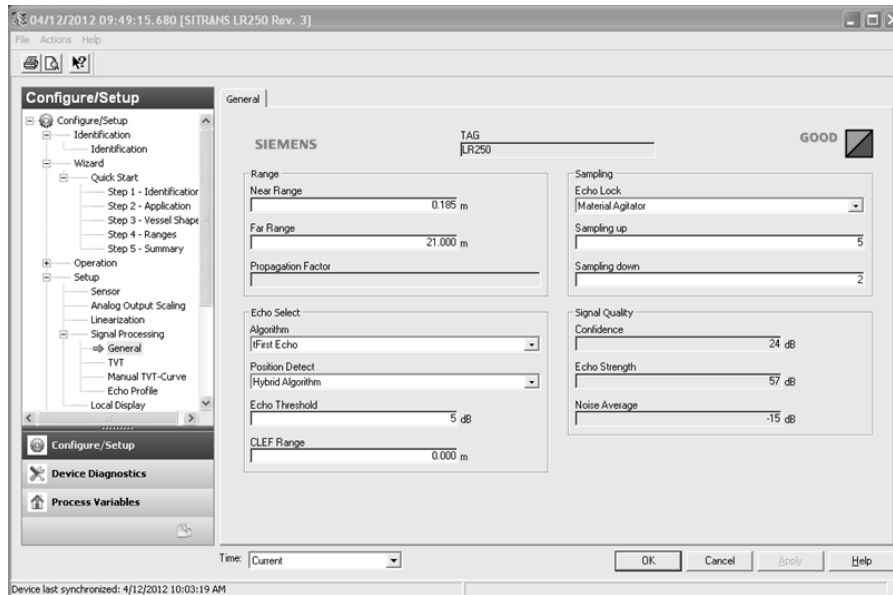 04/12/2012 09:49:15.680 [SITRANS LR250 Rev. 3]
File Actions Help
Configure/Setup
Configure/Setup
Identification
Identification
Wizard
Quick Start
Step 1 - Identification
Step 2 - Application
Step 3 - Vessel Shape
Step 4 - Ranges
Step 5 - Summary
Operation
Setup
Sensor
Analog Output Scaling
Linearization
Signal Processing
General
TVT
Manual TVT-Curve
Echo Profile
Local Display
Configure/Setup
Device Diagnostics
Process Variables
General
SIEMENS
TAG
LR250
GOOD
Range
Near Range
0.185 m
Far Range
21.000 m
Propagation Factor
Echo Select
Algorithm
tFirst Echo
Position Detect
Hybrid Algorithm
Echo Threshold
5 dB
CLEF Range
0.000 m
Sampling
Echo Lock
Material Agitator
Sampling up
5
Sampling down
2
Signal Quality
Confidence
24 dB
Echo Strength
57 dB
Noise Average
-15 dB
Time: Current
OK Cancel Apply Help
Device last synchronized: 4/12/2012 10:03:19 AM